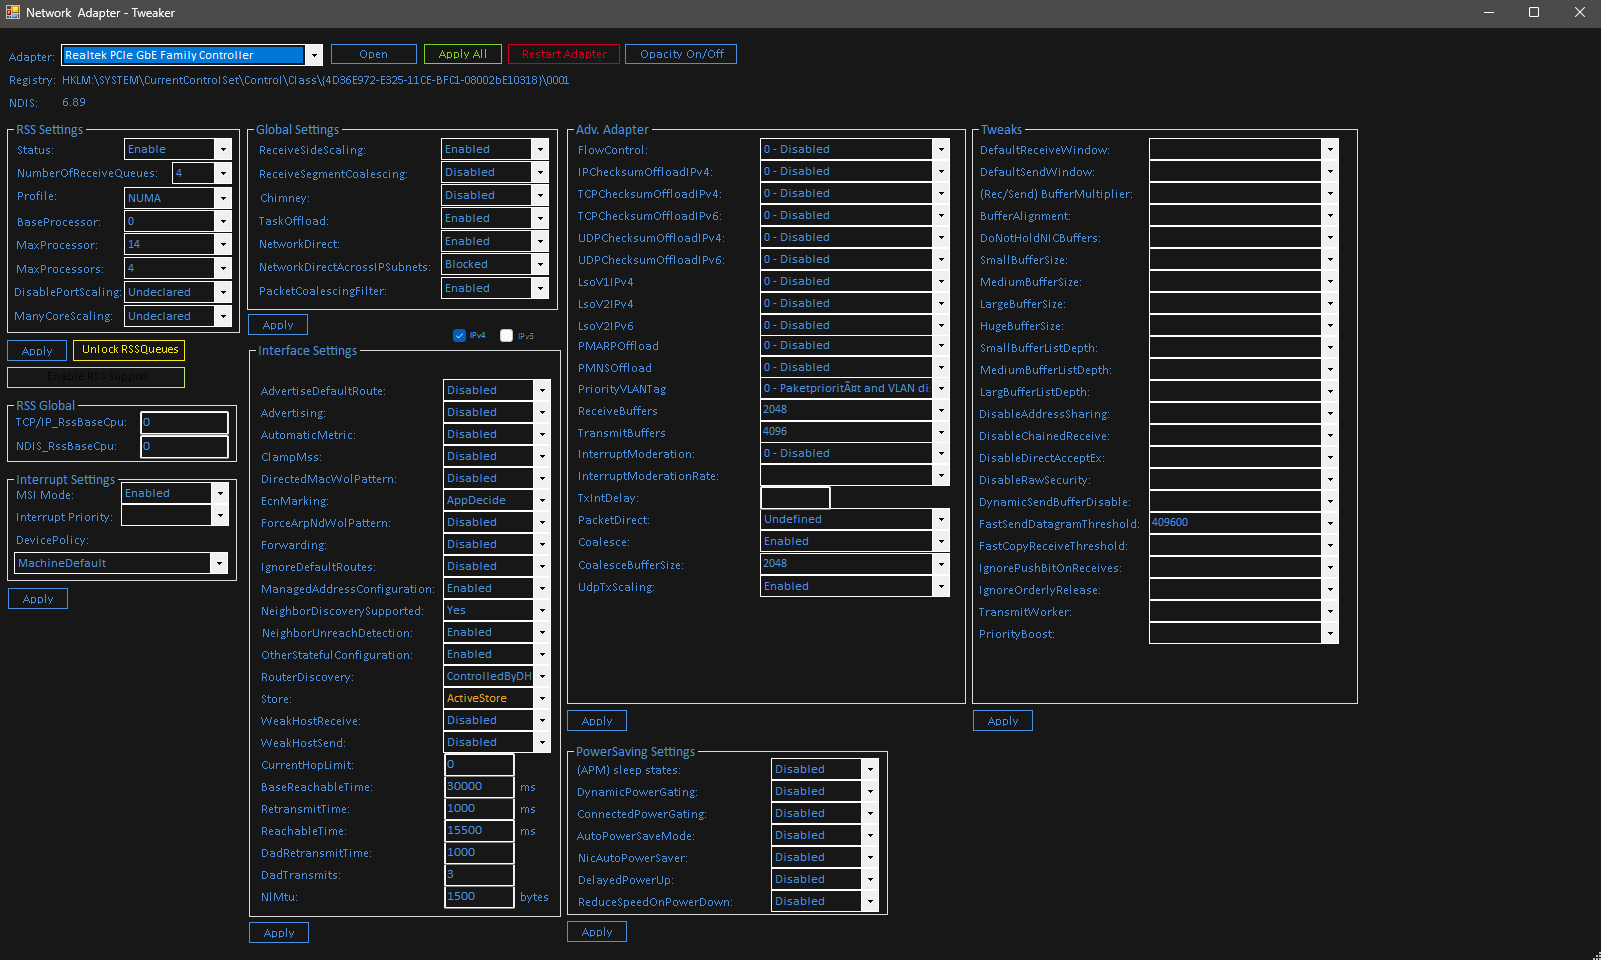 Network Adapter - Tweaker
Adapter: Realtek PCIe GbE Family Controller Open Apply All Restart Adapter Opacity On/Off
Registry: HKLM:\SYSTEM\CurrentControlSet\Control\Class\{4D36E972-E325-11CE-BFC1-08002bE10318}\0001
NDIS: 6.89
RSS Settings
Status: Enable
NumberOfReceiveQueues: 4
Profile: NUMA
BaseProcessor: 0
MaxProcessor: 14
MaxProcessors: 4
DisablePortScaling: Undeclared
ManyCoreScaling: Undeclared
Apply Unlock RSSQueues
Enable RSS Support
RSS Global
TCP/IP_RssBaseCpu: 0
NDIS_RssBaseCpu: 0
Interrupt Settings
MSI Mode: Enabled
Interrupt Priority:
DevicePolicy:
MachineDefault
Apply
Global Settings
ReceiveSideScaling: Enabled
ReceiveSegmentCoalescing: Disabled
Chimney: Disabled
TaskOffload: Enabled
NetworkDirect: Enabled
NetworkDirectAcrossIPSubnets: Blocked
PacketCoalescingFilter: Enabled
Apply
IPv4 IPv6
Interface Settings
AdvertiseDefaultRoute: Disabled
Advertising: Disabled
AutomaticMetric: Disabled
ClampMss: Disabled
DirectedMacWolPattern: Disabled
EcnMarking: AppDecide
ForceArpNdWolPattern: Disabled
Forwarding: Disabled
IgnoreDefaultRoutes: Disabled
ManagedAddressConfiguration: Enabled
NeighborDiscoverySupported: Yes
NeighborUnreachDetection: Enabled
OtherStatefulConfiguration: Enabled
RouterDiscovery: ControlledByDH
Store: ActiveStore
WeakHostReceive: Disabled
WeakHostSend: Disabled
CurrentHopLimit: 0
BaseReachableTime: 30000 ms
RetransmitTime: 1000 ms
ReachableTime: 15500 ms
DadRetransmitTime: 1000
DadTransmits: 3
NlMtu: 1500 bytes
Apply
Adv. Adapter
FlowControl: 0 - Disabled
IPChecksumOffloadIPv4: 0 - Disabled
TCPChecksumOffloadIPv4: 0 - Disabled
TCPChecksumOffloadIPv6: 0 - Disabled
UDPChecksumOffloadIPv4: 0 - Disabled
UDPChecksumOffloadIPv6: 0 - Disabled
LsoV1IPv4 0 - Disabled
LsoV2IPv4 0 - Disabled
LsoV2IPv6 0 - Disabled
PMARPOffload 0 - Disabled
PMNSOffload 0 - Disabled
PriorityVLANTag 0 - PaketprioritÃ¤t and VLAN di
ReceiveBuffers 2048
TransmitBuffers 4096
InterruptModeration: 0 - Disabled
InterruptModerationRate:
TxIntDelay:
PacketDirect: Undefined
Coalesce: Enabled
CoalesceBufferSize: 2048
UdpTxScaling: Enabled
Apply
PowerSaving Settings
(APM) sleep states: Disabled
DynamicPowerGating: Disabled
ConnectedPowerGating: Disabled
AutoPowerSaveMode: Disabled
NicAutoPowerSaver: Disabled
DelayedPowerUp: Disabled
ReduceSpeedOnPowerDown: Disabled
Apply
Tweaks
DefaultReceiveWindow:
DefaultSendWindow:
(Rec/Send) BufferMultiplier:
BufferAlignment:
DoNotHoldNICBuffers:
SmallBufferSize:
MediumBufferSize:
LargeBufferSize:
HugeBufferSize:
SmallBufferListDepth:
MediumBufferListDepth:
LargBufferListDepth:
DisableAddressSharing:
DisableChainedReceive:
DisableDirectAcceptEx:
DisableRawSecurity:
DynamicSendBufferDisable:
FastSendDatagramThreshold: 409600
FastCopyReceiveThreshold:
IgnorePushBitOnReceives:
IgnoreOrderlyRelease:
TransmitWorker:
PriorityBoost:
Apply